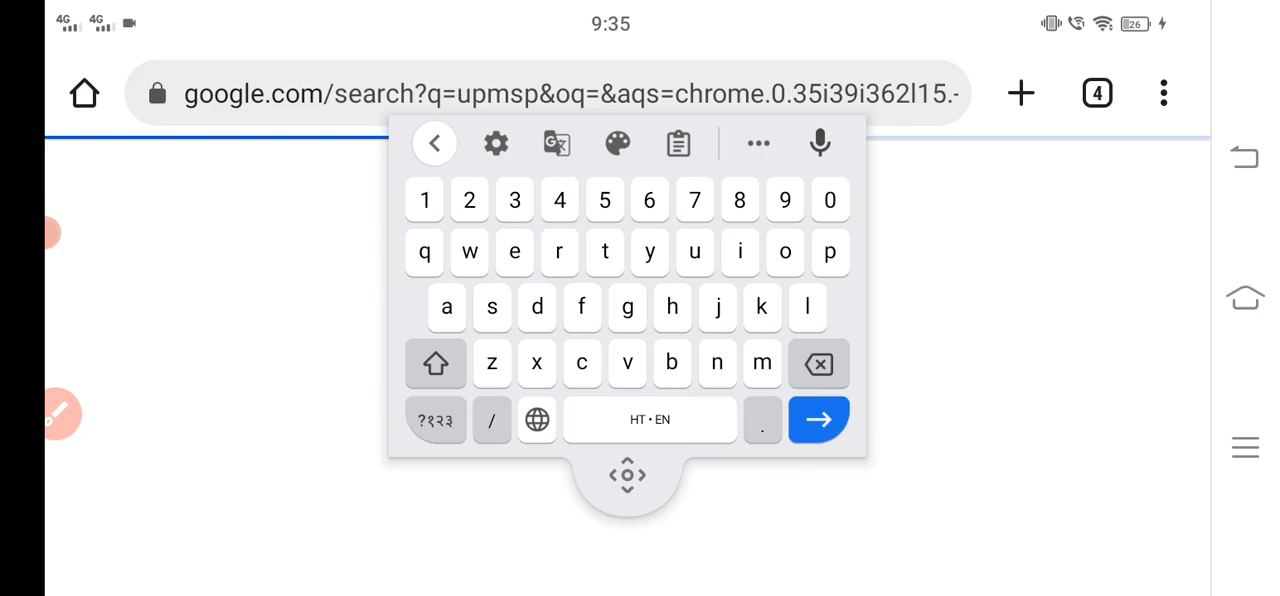 4G 4G 9:35 26
google.com/search?q=upmsp&oq=&aqs=chrome.0.35i39i362l15.-
4
1 2 3 4 5 6 7 8 9 0
q w e r t y u i o p
a s d f g h j k l
z x c v b n m
?१२३ / HT • EN .